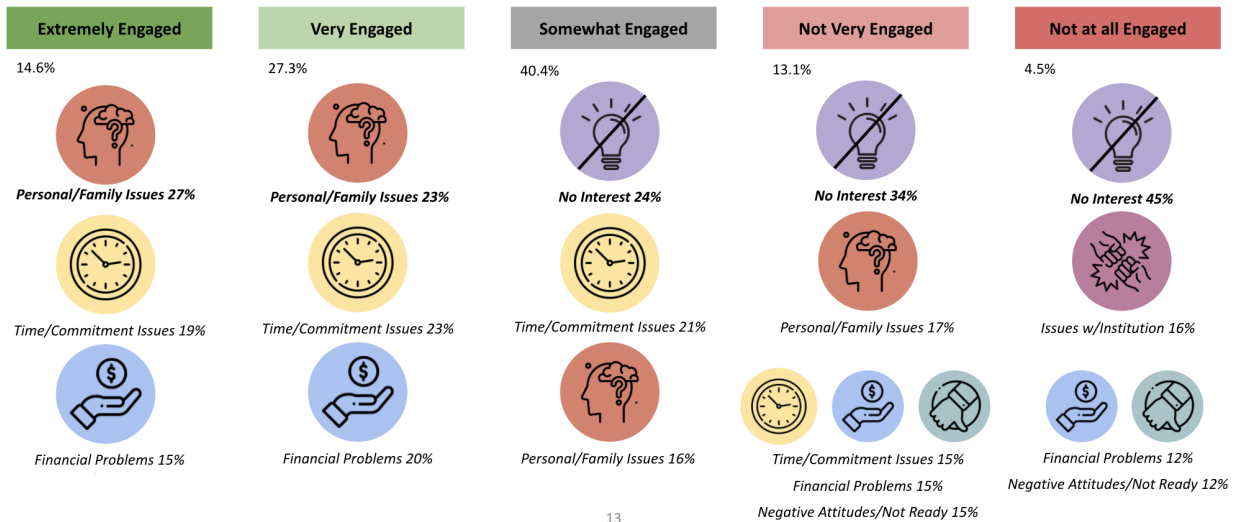 Extremely Engaged
14.6%
Personal/Family Issues 27%
Time/Commitment Issues 19%
$
Financial Problems 15%
Very Engaged
27.3%
Personal/Family Issues 23%
Time/Commitment Issues 23%
$
Financial Problems 20%
Somewhat Engaged
40.4%
No Interest 24%
Time/Commitment Issues 21%
Personal/Family Issues 16%
Not Very Engaged
13.1%
No Interest 34%
Personal/Family Issues 17%
$
Time/Commitment Issues 15%
Financial Problems 15%
Negative Attitudes/Not Ready 15%
Not at all Engaged
4.5%
No Interest 45%
Issues w/Institution 16%
$
Financial Problems 12%
Negative Attitudes/Not Ready 12%
13